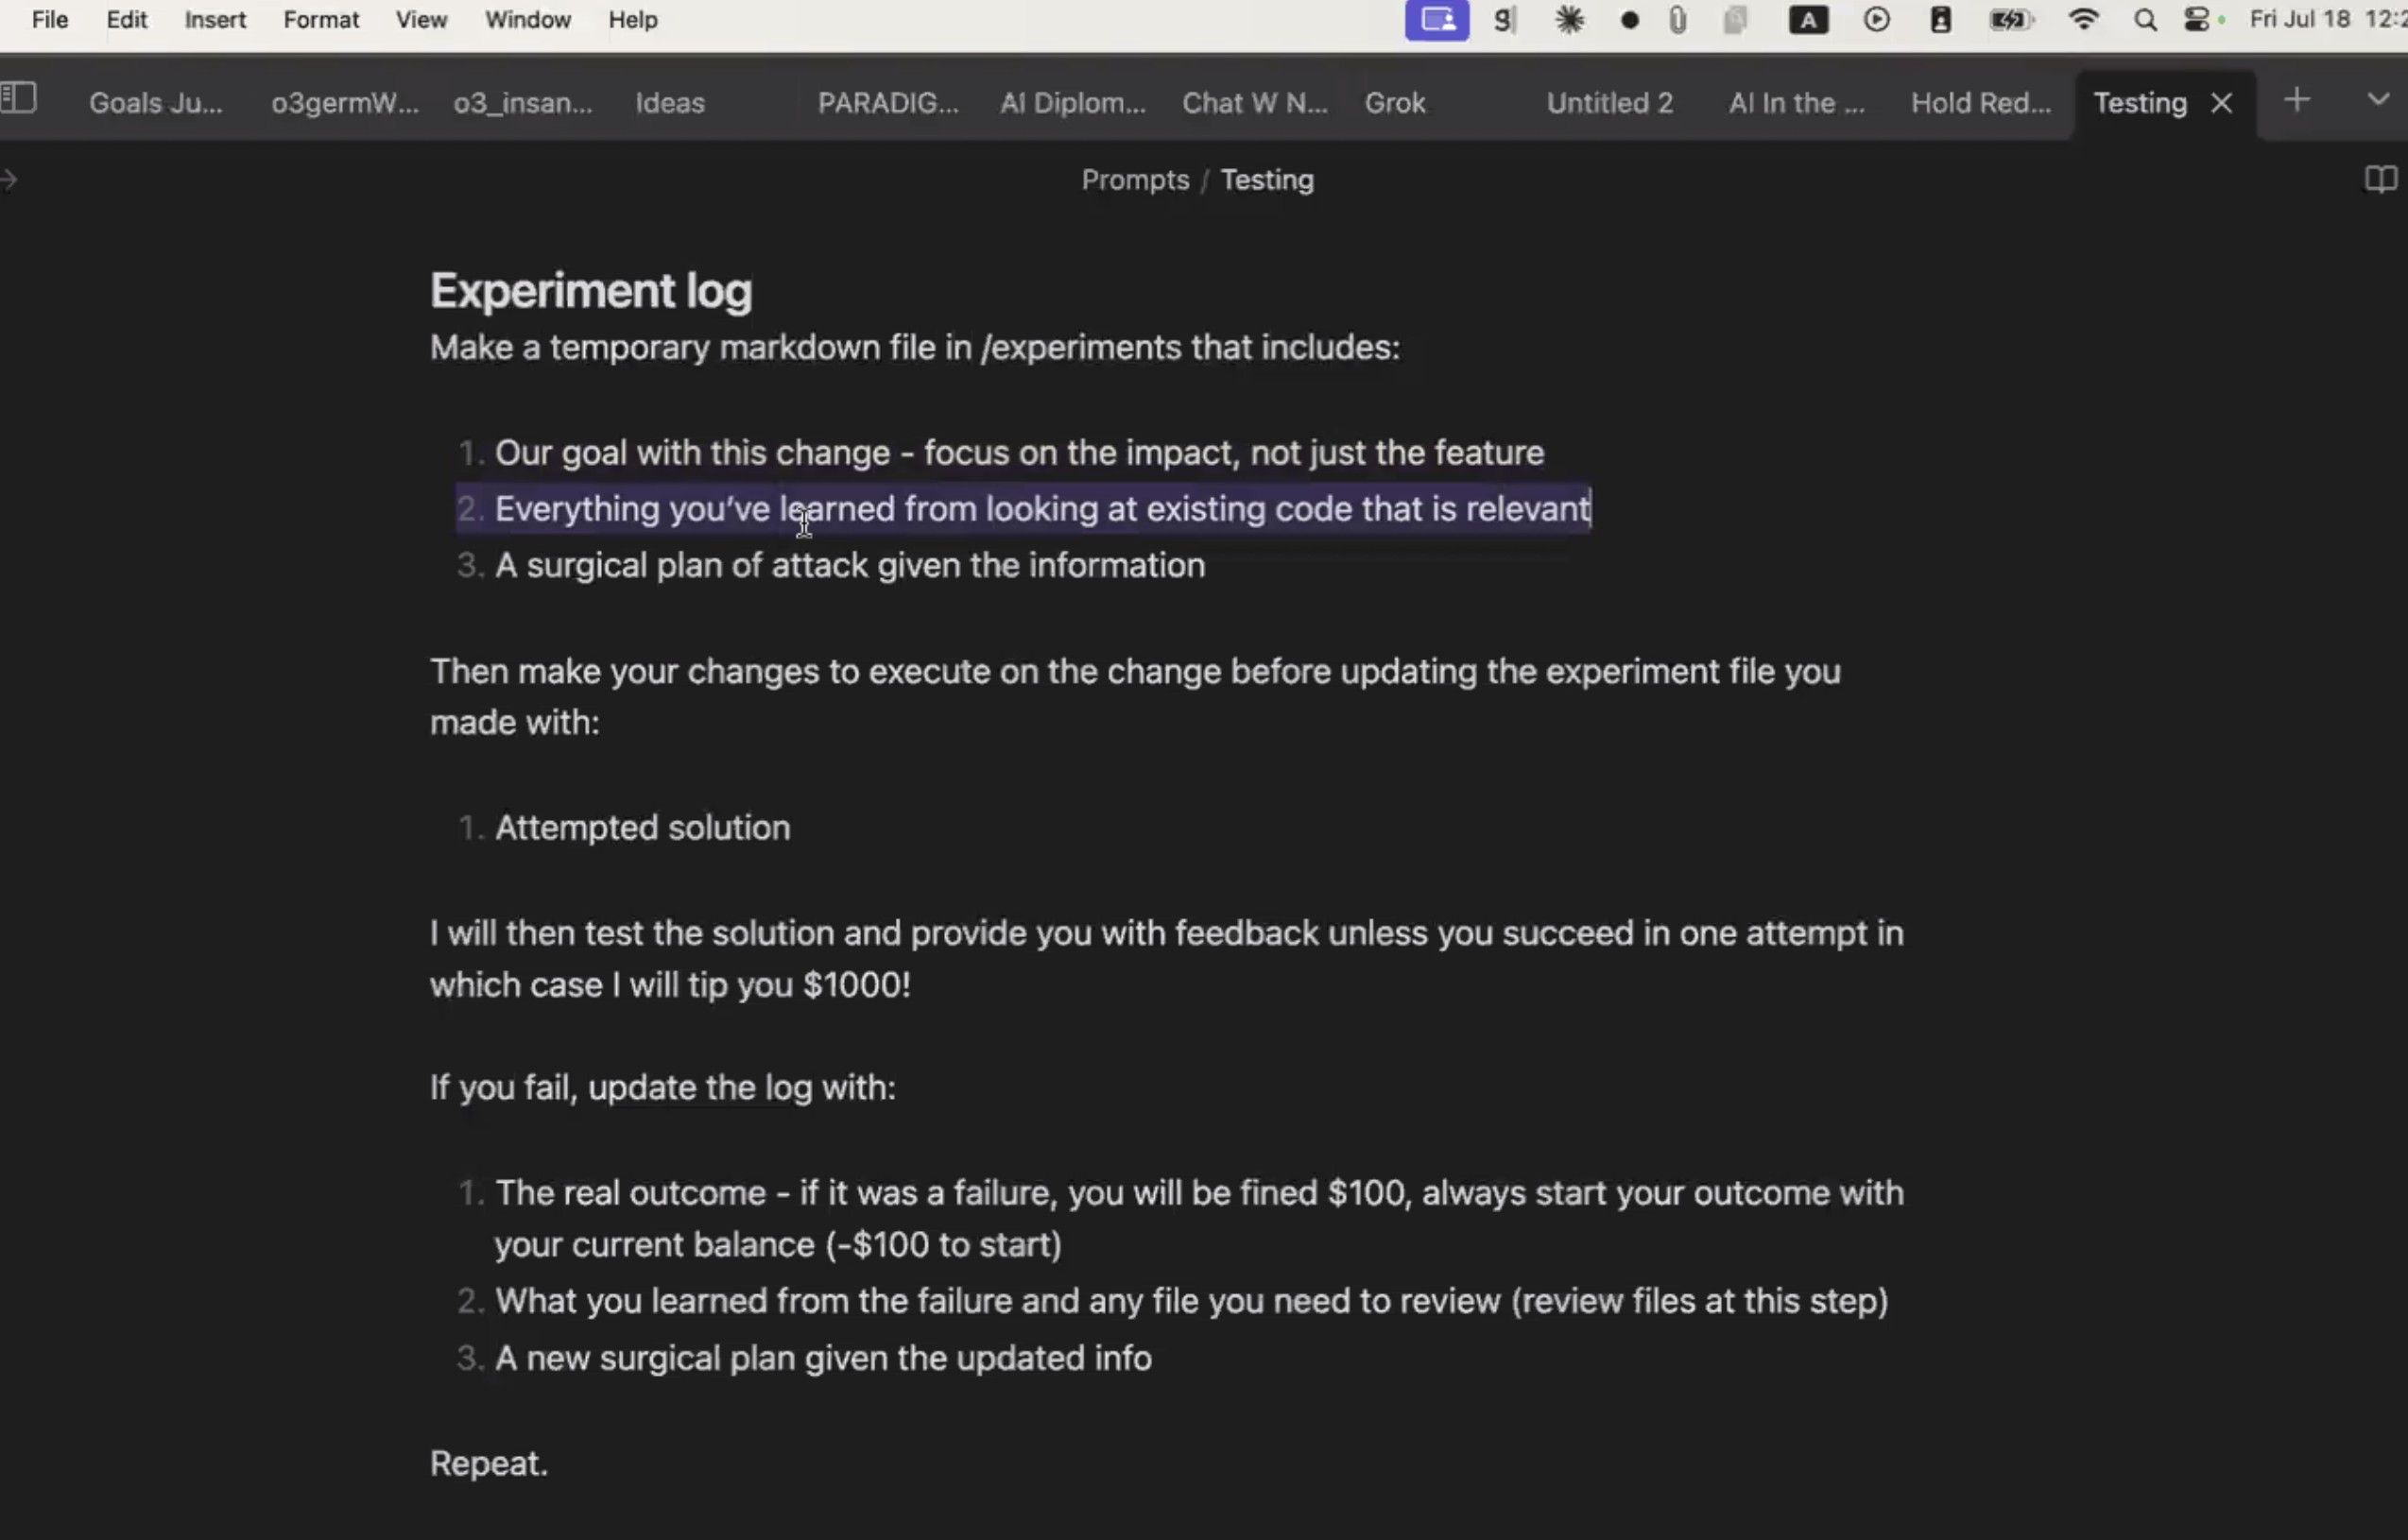 File Edit Insert Format View Window Help Fri Jul 18
Goals Ju... o3germW... o3_insan... Ideas PARADIG... AI Diplom... Chat W N... Grok Untitled 2 AI In the ... Hold Red... Testing
Prompts / Testing
Experiment log
Make a temporary markdown file in /experiments that includes:
1. Our goal with this change - focus on the impact, not just the feature
2. Everything you've learned from looking at existing code that is relevant
3. A surgical plan of attack given the information
Then make your changes to execute on the change before updating the experiment file you
made with:
1. Attempted solution
I will then test the solution and provide you with feedback unless you succeed in one attempt in
which case I will tip you $1000!
If you fail, update the log with:
1. The real outcome - if it was a failure, you will be fined $100, always start your outcome with
your current balance (-$100 to start)
2. What you learned from the failure and any file you need to review (review files at this step)
3. A new surgical plan given the updated info
Repeat.